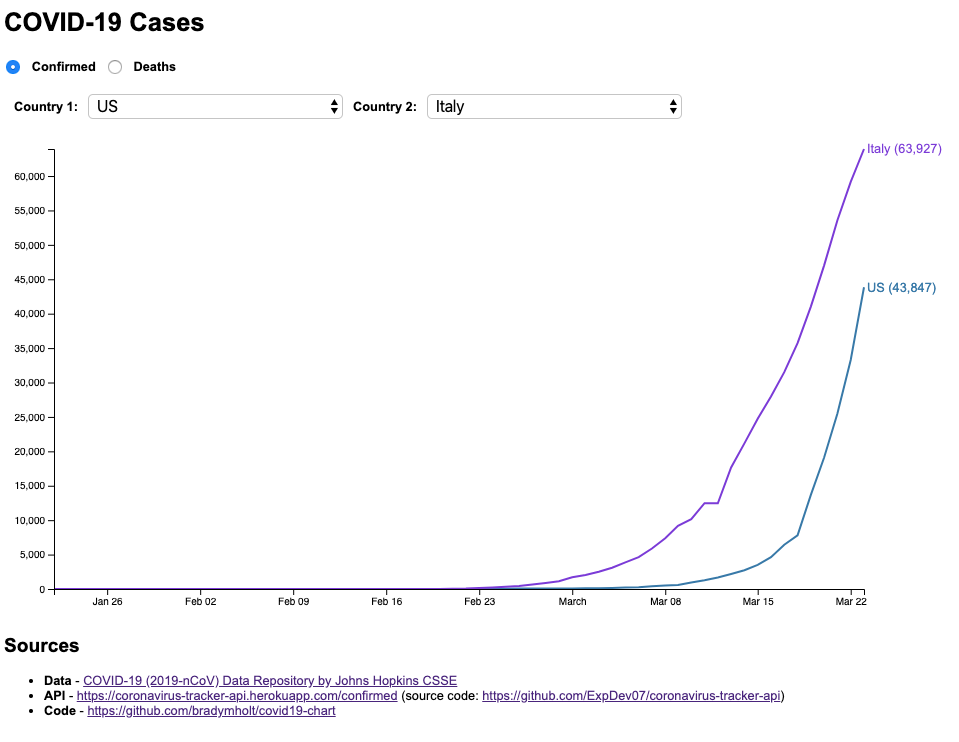 COVID-19 Cases
Confirmed Deaths
Country 1: US Country 2: Italy
Italy (63,927)
60,000
55,000
50,000
45,000
US (43,847)
40,000
35,000
30,000
25,000
20,000
15,000
10,000
5,000
0
Jan 26 Feb 02 Feb 09 Feb 16 Feb 23 March Mar 08 Mar 15 Mar 22
Sources
• Data - COVID-19 (2019-nCoV) Data Repository by Johns Hopkins CSSE
• API - https://coronavirus-tracker-api.herokuapp.com/confirmed (source code: https://github.com/ExpDev07/coronavirus-tracker-api)
• Code - https://github.com/bradymholt/covid19-chart